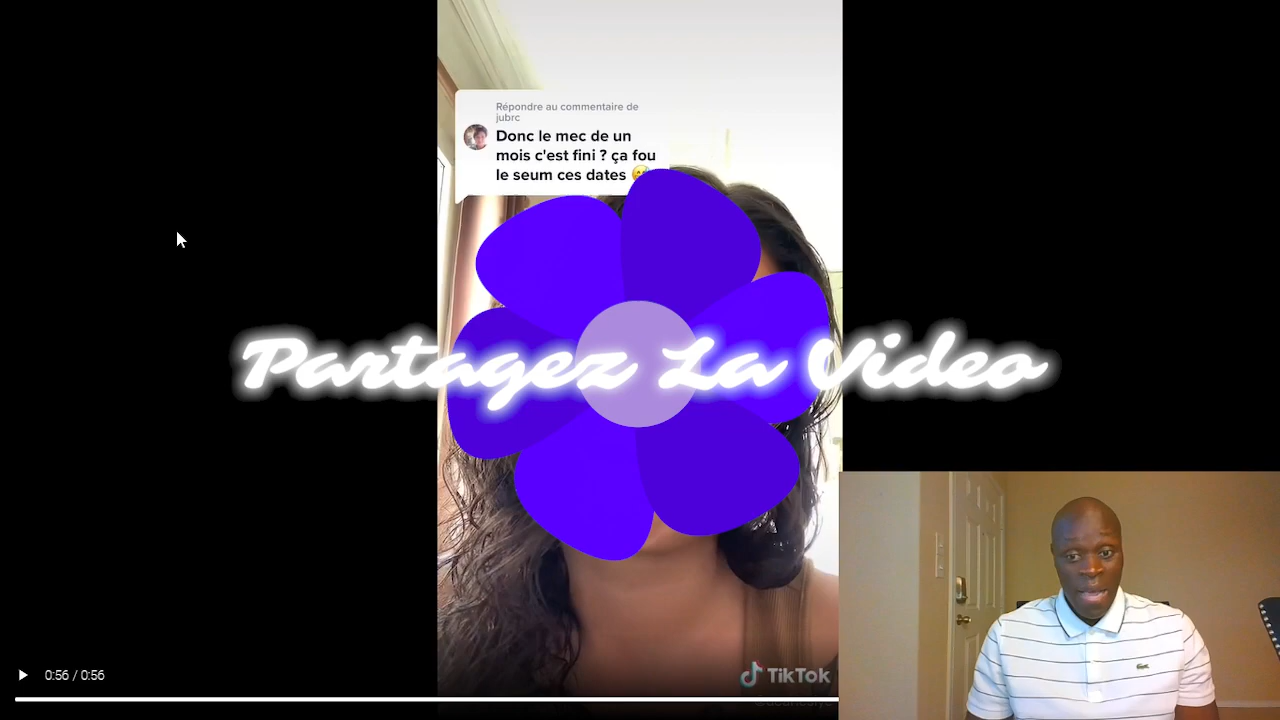 Répondre au commentaire de
jubrc
Donc le mec de un
mois c'est fini ? ça fou
le seum ces dates 😅
Partagez La Video
0:56 / 0:56
TikTok